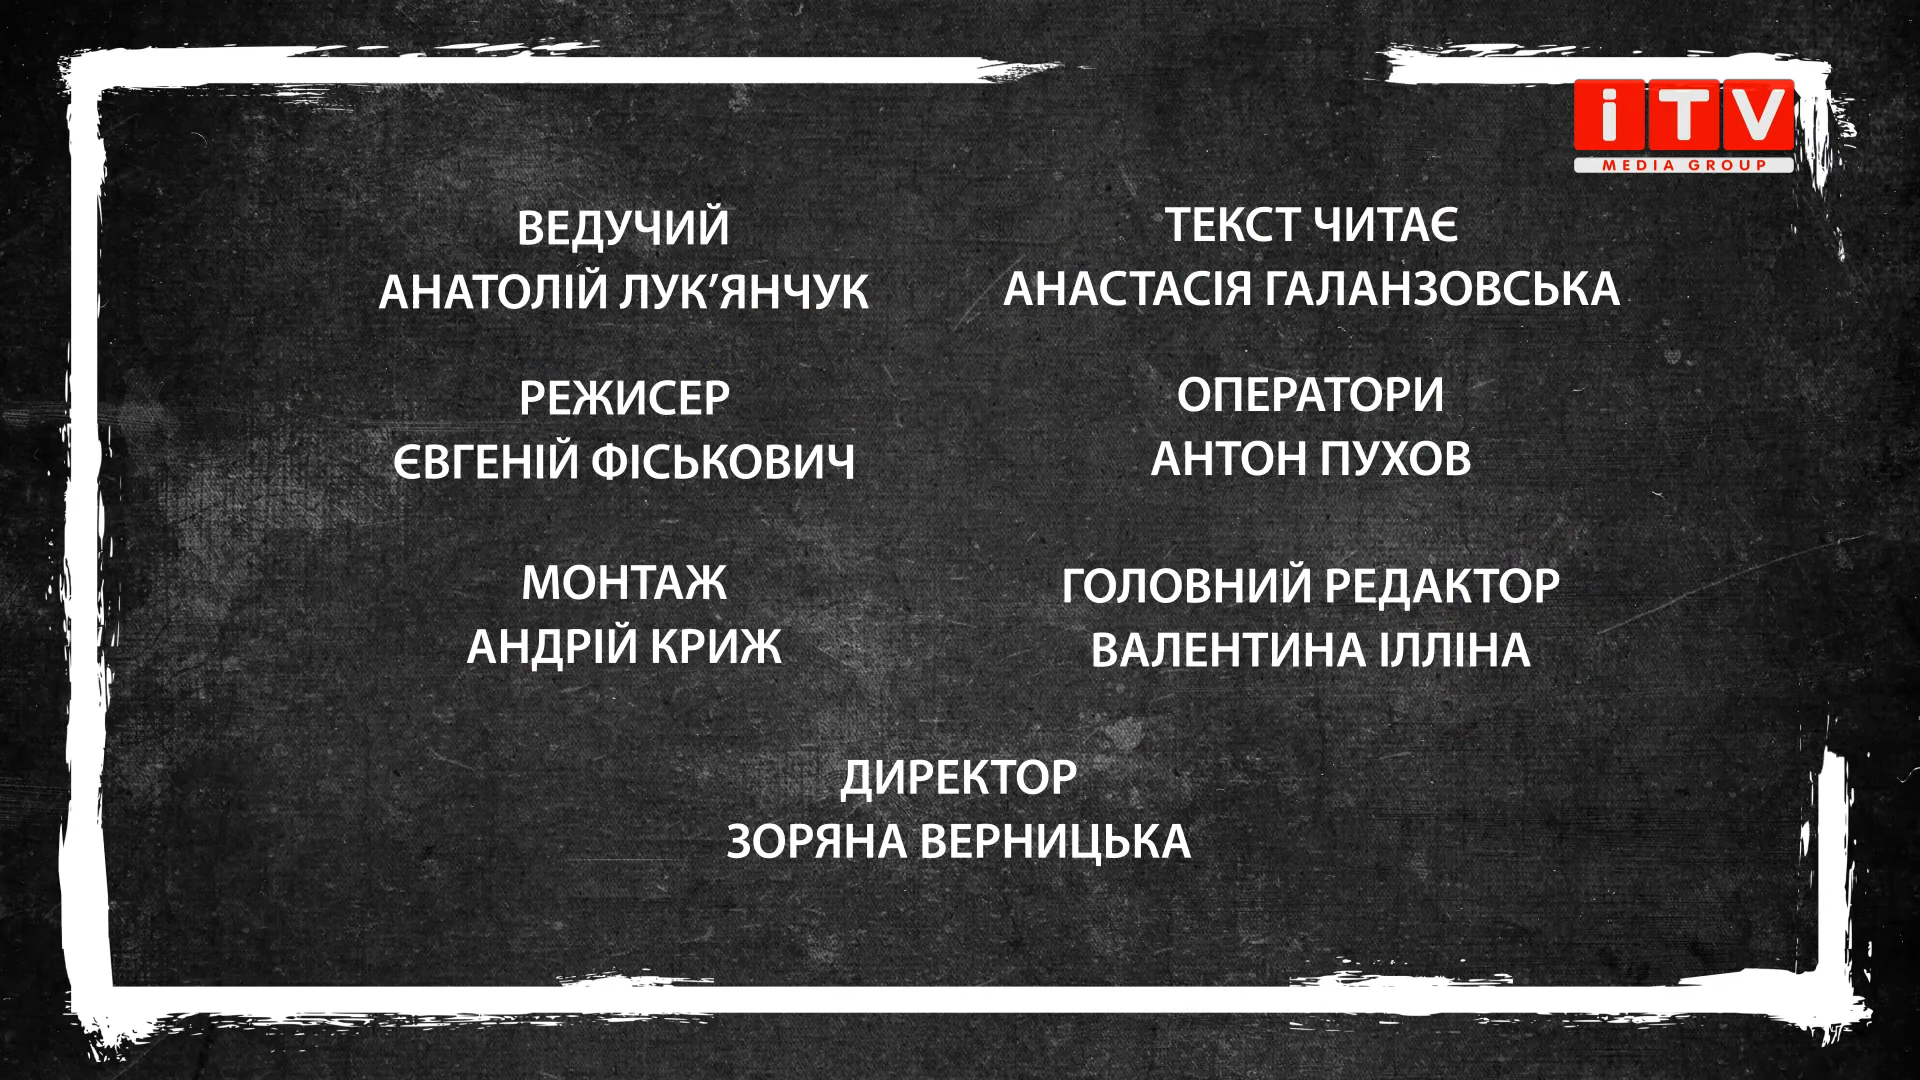 iTV
MEDIA GROUP
ВЕДУЧИЙ
АНАТОЛІЙ ЛУК’ЯНЧУК
ТЕКСТ ЧИТАЄ
АНАСТАСІЯ ГАЛАНЗОВСЬКА
РЕЖИСЕР
ЄВГЕНІЙ ФІСЬКОВИЧ
ОПЕРАТОРИ
АНТОН ПУХОВ
МОНТАЖ
АНДРІЙ КРИЖ
ГОЛОВНИЙ РЕДАКТОР
ВАЛЕНТИНА ІЛЛІНА
ДИРЕКТОР
ЗОРЯНА ВЕРНИЦЬКА